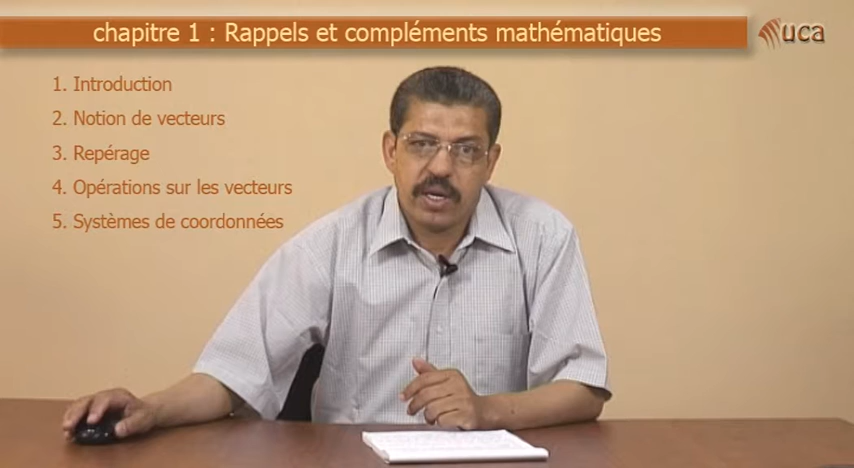 chapitre 1 : Rappels et compléments mathématiques
uca
1. Introduction
2. Notion de vecteurs
3. Repérage
4. Opérations sur les vecteurs
5. Systèmes de coordonnées